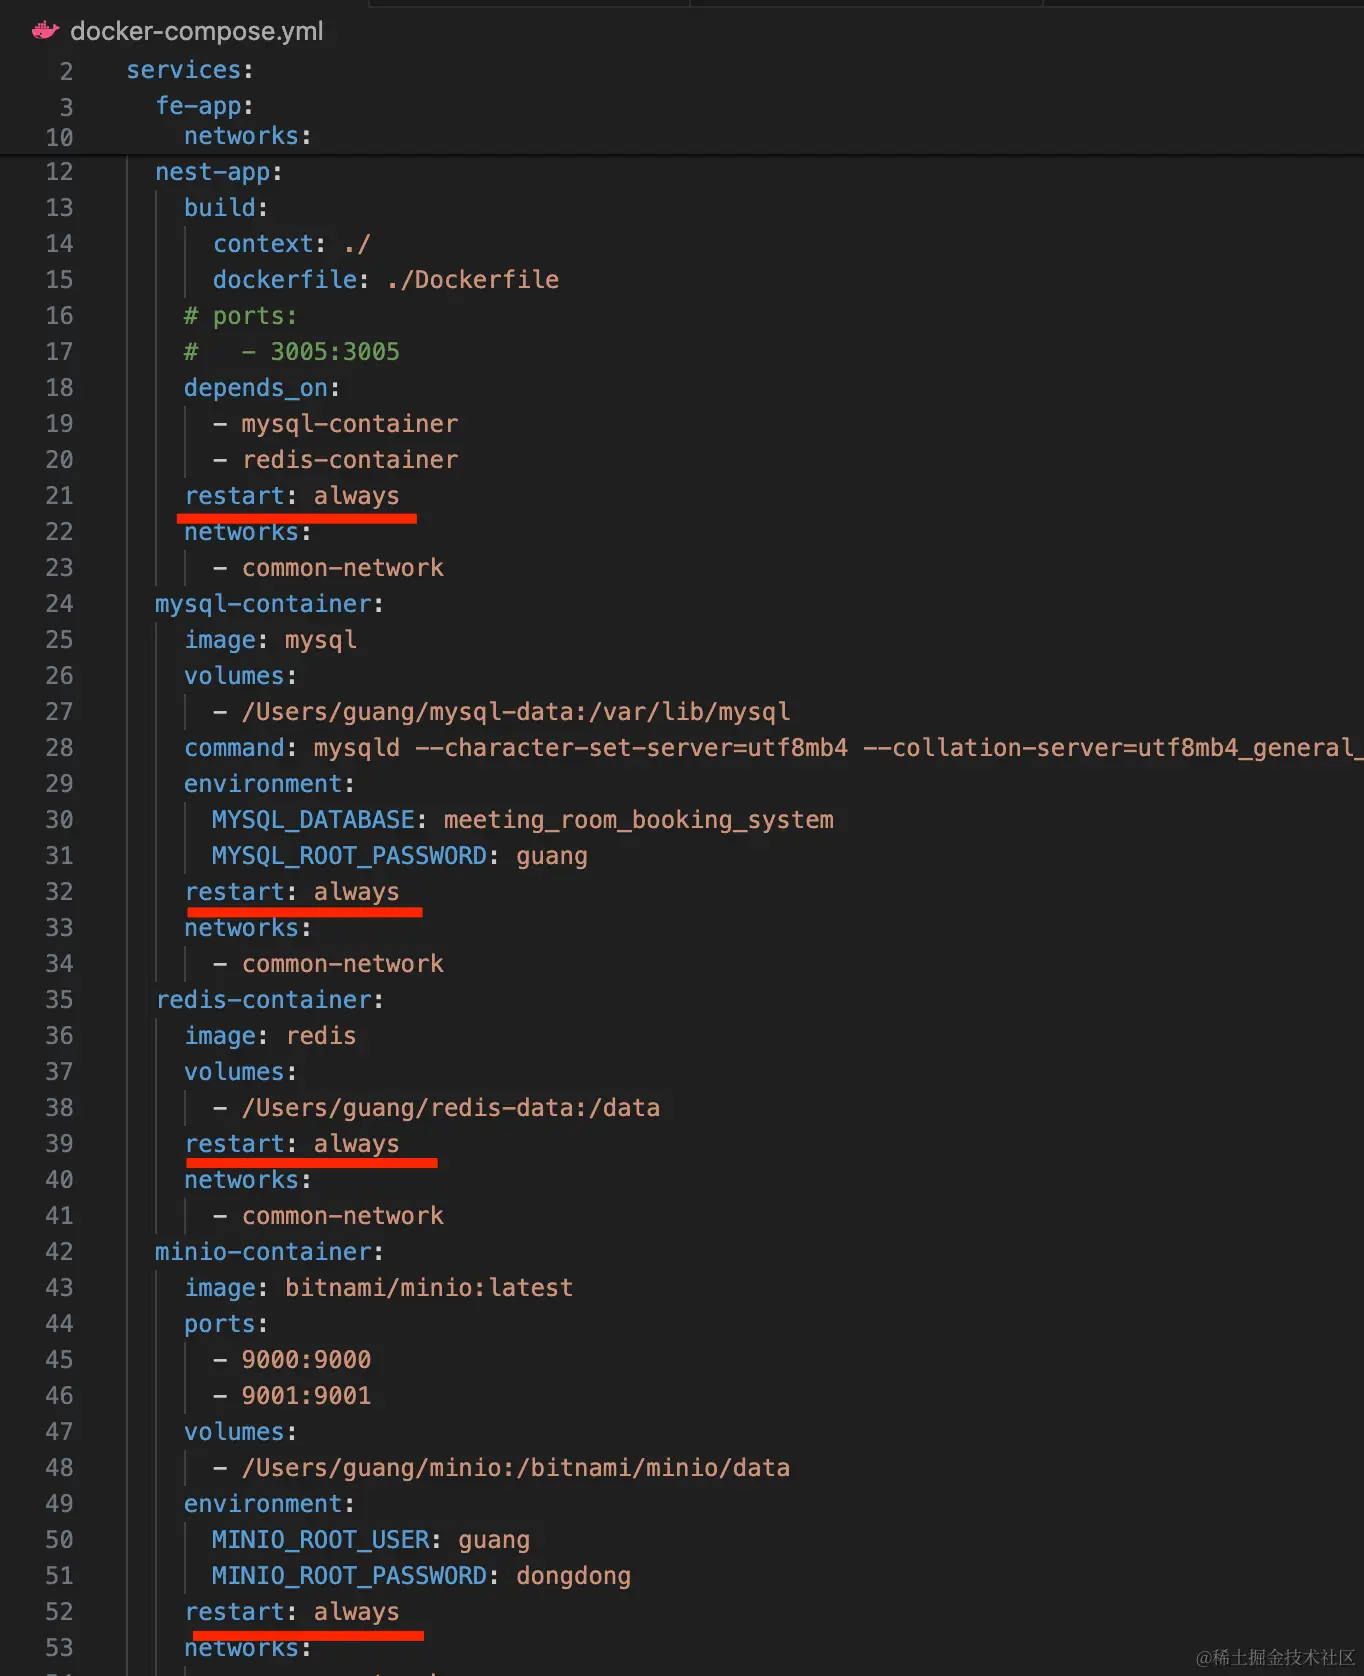 docker-compose.yml
2 services:
3 fe-app:
10 networks:
12 nest-app:
13 build:
14 context: ./
15 dockerfile: ./Dockerfile
16 # ports:
17 #   - 3005:3005
18 depends_on:
19 - mysql-container
20 - redis-container
21 restart: always
22 networks:
23 - common-network
24 mysql-container:
25 image: mysql
26 volumes:
27 - /Users/guang/mysql-data:/var/lib/mysql
28 command: mysqld --character-set-server=utf8mb4 --collation-server=utf8mb4_general_
29 environment:
30 MYSQL_DATABASE: meeting_room_booking_system
31 MYSQL_ROOT_PASSWORD: guang
32 restart: always
33 networks:
34 - common-network
35 redis-container:
36 image: redis
37 volumes:
38 - /Users/guang/redis-data:/data
39 restart: always
40 networks:
41 - common-network
42 minio-container:
43 image: bitnami/minio:latest
44 ports:
45 - 9000:9000
46 - 9001:9001
47 volumes:
48 - /Users/guang/minio:/bitnami/minio/data
49 environment:
50 MINIO_ROOT_USER: guang
51 MINIO_ROOT_PASSWORD: dongdong
52 restart: always
53 networks:
@稀土掘金技术社区